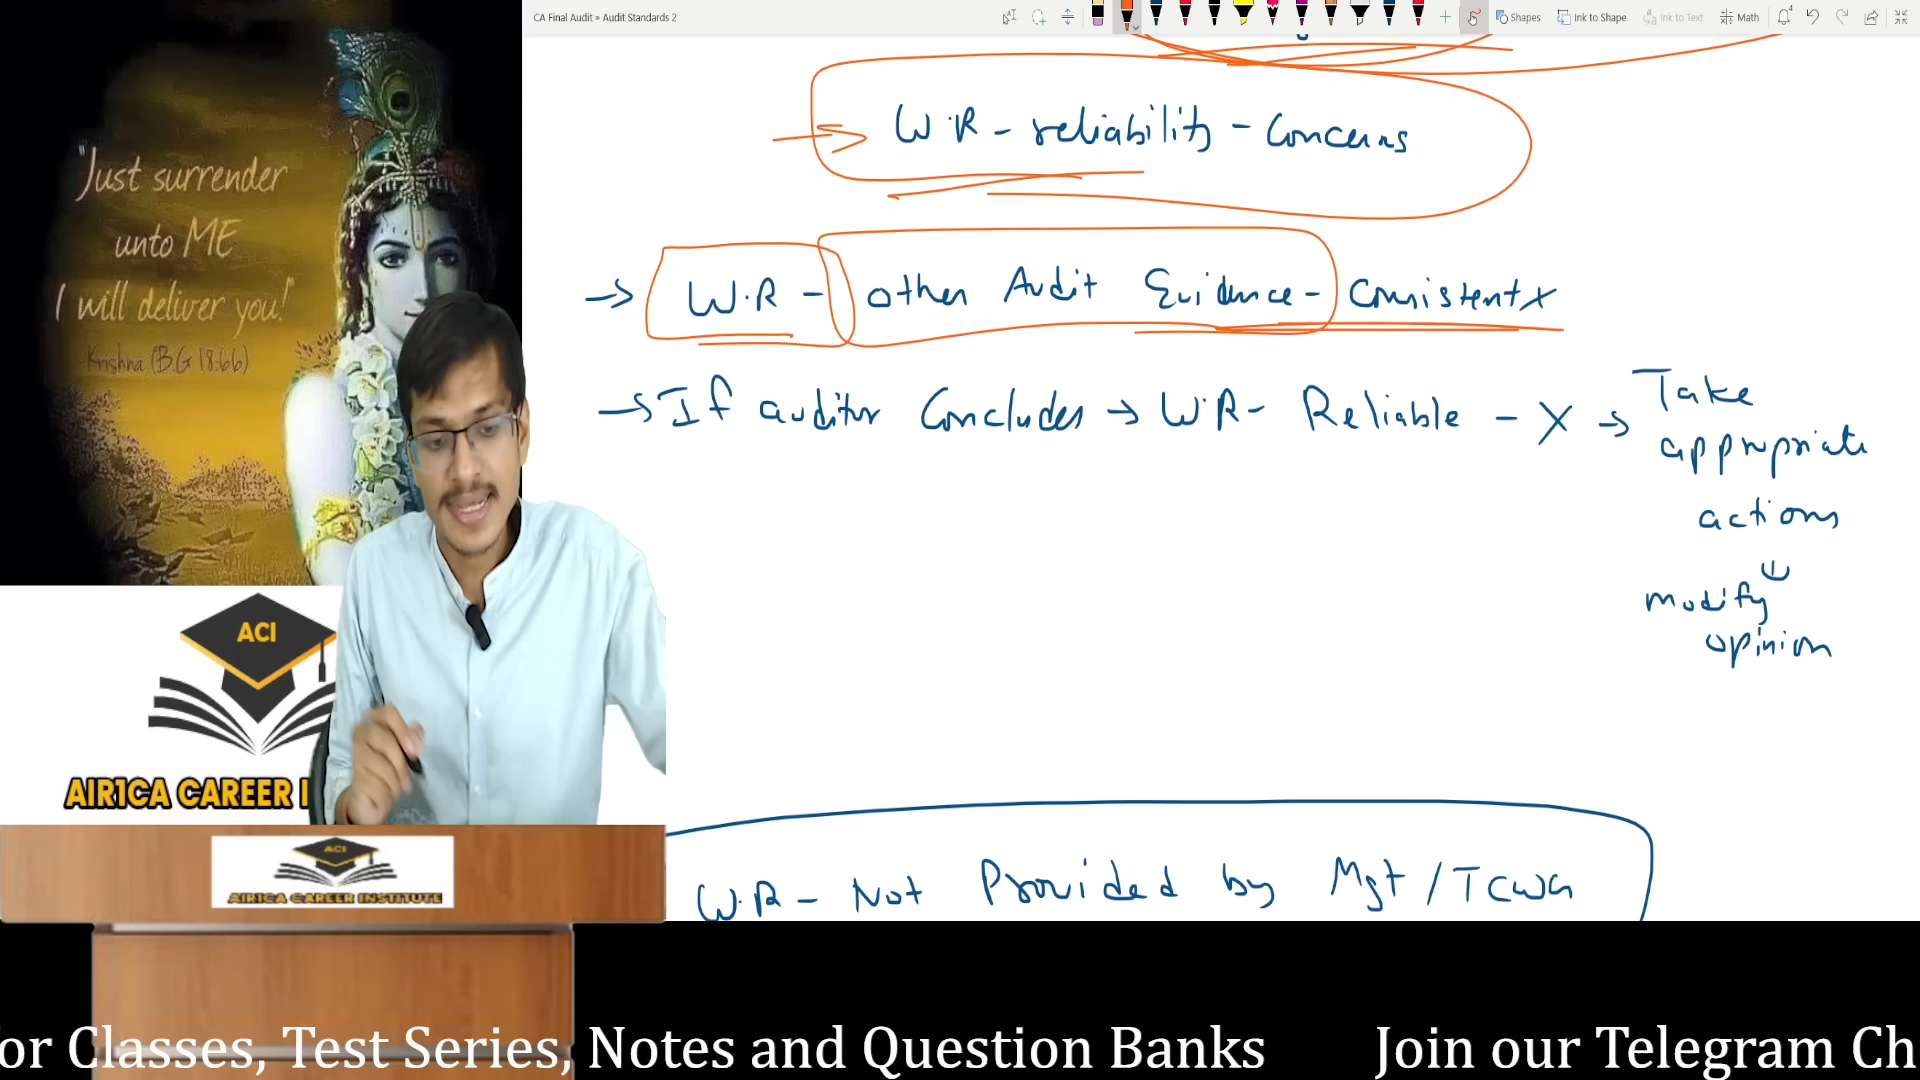 CA Final Audit » Audit Standards 2
Shapes
Ink to Shape
Ink to Text
Math
W.R - reliability - Concerns
→ W.R - other Audit Evidence - Consistent x
→ If auditor Concludes → W.R - Reliable - X → Take
appropriate
actions
↓
modify
opinion
W.R - Not Provided by Mgt / TCWG
"Just surrender
unto ME
I will deliver you!"
Krishna (B.G 18:66)
ACI
AIR1CA CAREER I
ACI
AIR1CA CAREER INSTITUTE
or Classes, Test Series, Notes and Question Banks
Join our Telegram Ch